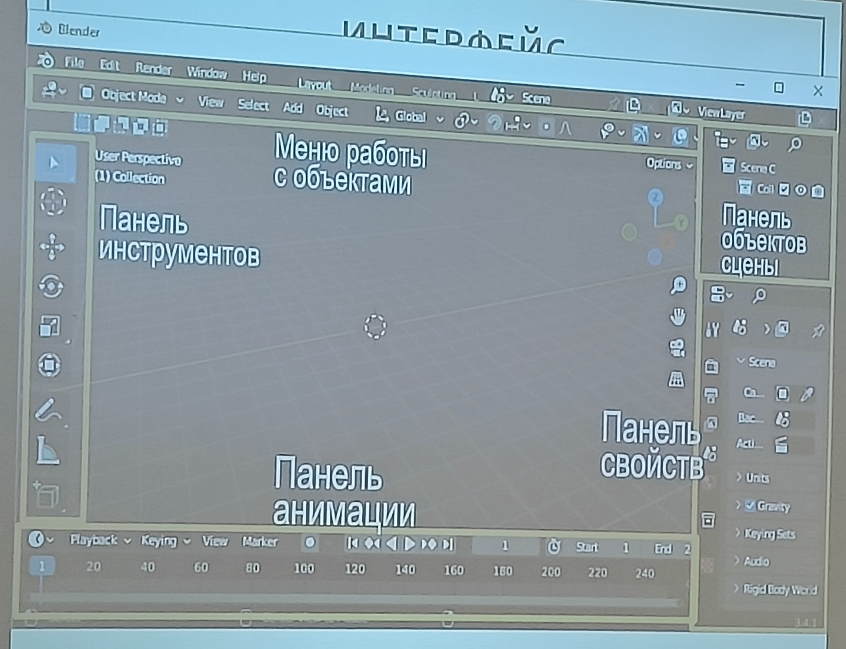 ИНТЕРФЕЙС
Blender
File Edit Render Window Help Layout Modeling Sculpting Scene ViewLayer
Object Mode View Select Add Object Global
User Perspective
(1) Collection
Меню работы
с объектами
Options
Z
Y
Scene C
Coll
Панель
инструментов
Панель
объектов
сцены
Scene
Ca...
Bac...
Acti...
Панель
свойств
Units
Gravity
Keying Sets
Audio
Rigid Body World
Панель
анимации
Playback Keying View Marker 1 Start 1 End 2
1 20 40 60 80 100 120 140 160 180 200 220 240
3.4.1